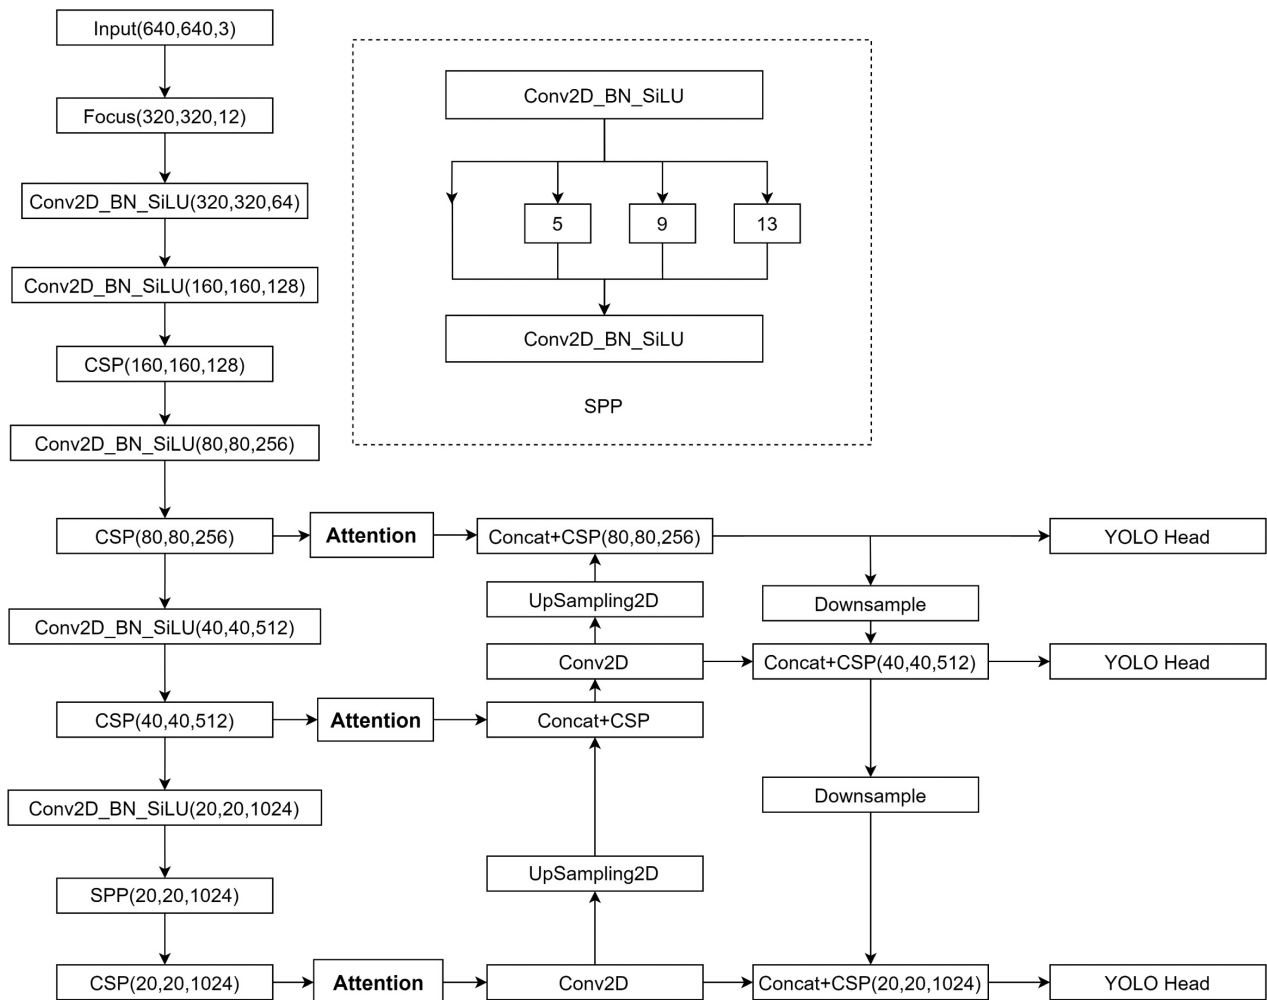 Input(640,640,3)
Focus(320,320,12)
Conv2D_BN_SiLU(320,320,64)
Conv2D_BN_SiLU(160,160,128)
CSP(160,160,128)
Conv2D_BN_SiLU(80,80,256)
Conv2D_BN_SiLU
5 9 13
Conv2D_BN_SiLU
SPP
CSP(80,80,256) Attention Concat+CSP(80,80,256) YOLO Head
UpSampling2D Downsample
Conv2D_BN_SiLU(40,40,512)
Conv2D Concat+CSP(40,40,512) YOLO Head
CSP(40,40,512) Attention Concat+CSP
Downsample
Conv2D_BN_SiLU(20,20,1024)
UpSampling2D
SPP(20,20,1024)
CSP(20,20,1024) Attention Conv2D Concat+CSP(20,20,1024) YOLO Head